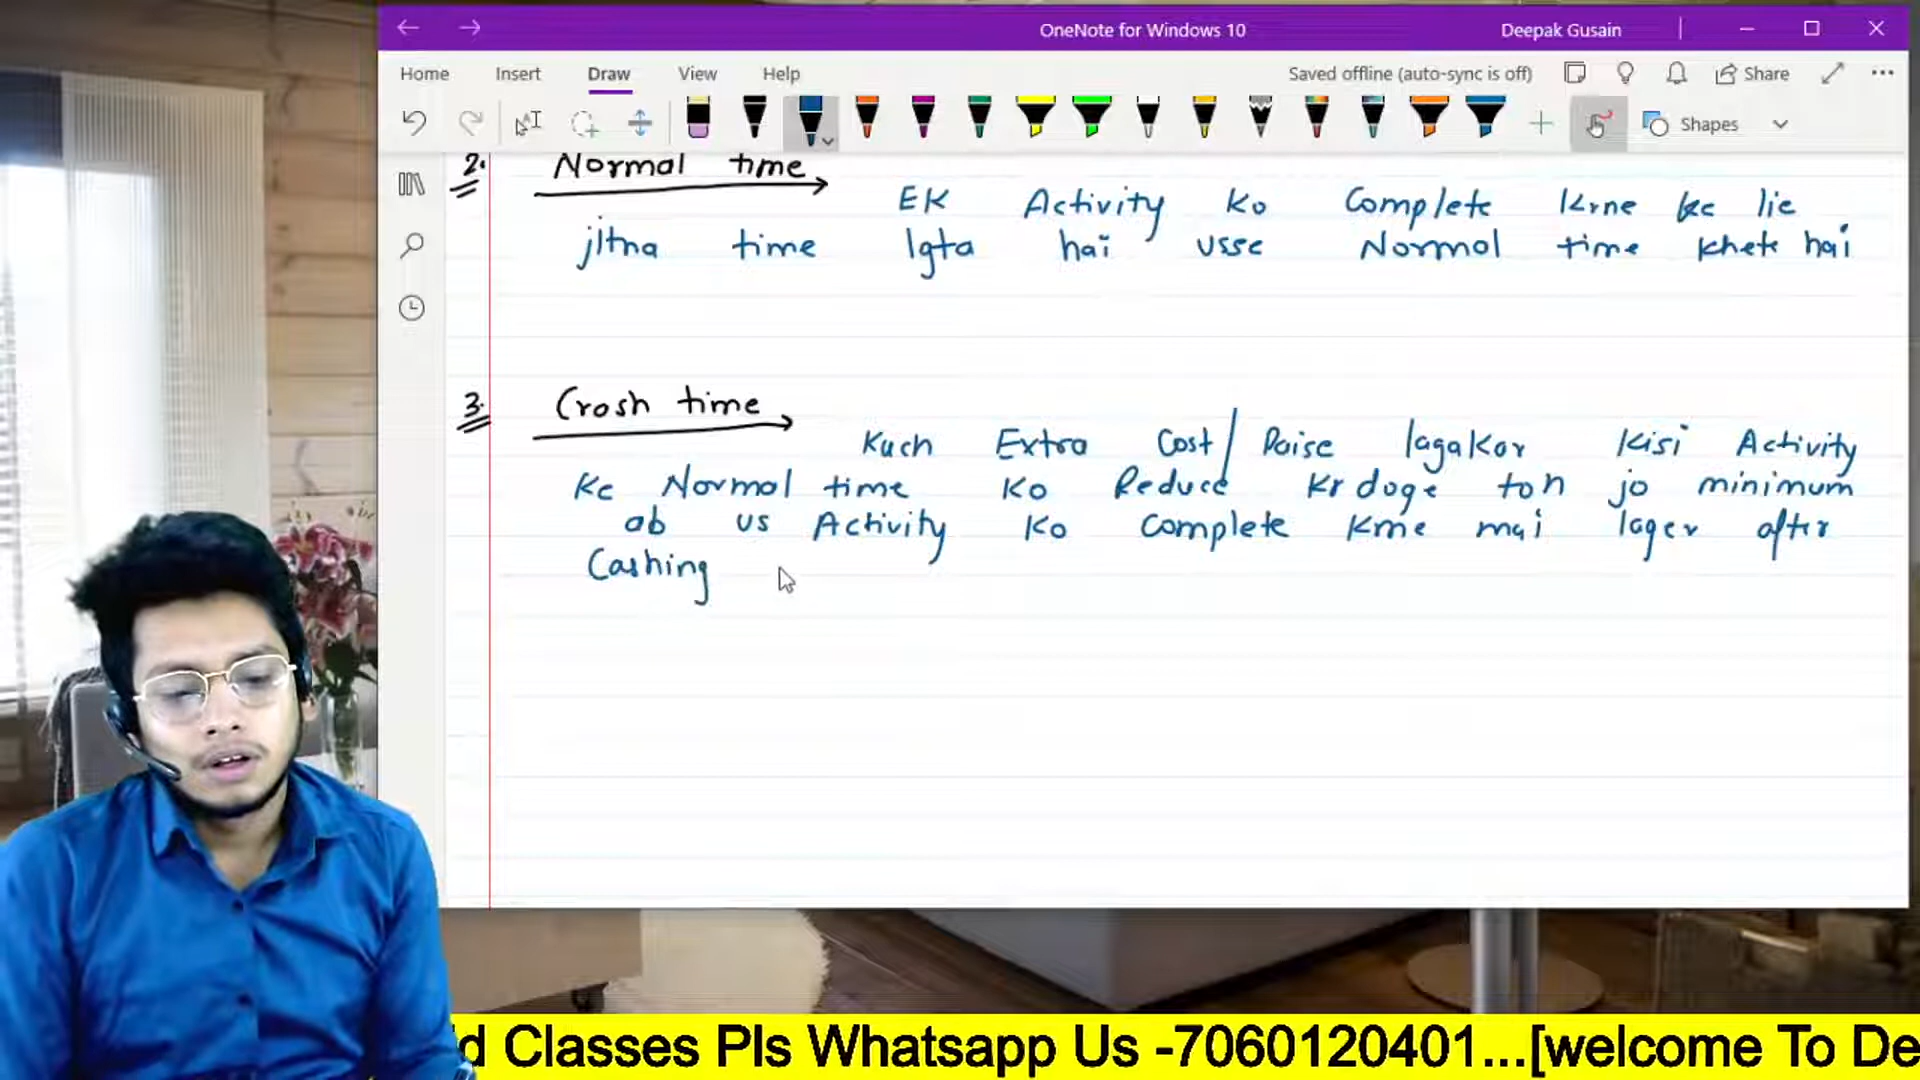 OneNote for Windows 10
Deepak Gusain
Home Insert Draw View Help
Saved offline (auto-sync is off)
Share
Shapes
2. Normal time
EK Activity Ko Complete Krne ke lie
jitna time lgta hai usse Normal time khete hai
3. Crash time
Kuch Extra Cost/Paise lagakar Kisi Activity
Ke Normal time Ko Reduce Kr doge toh jo minimum
ab us Activity Ko Complete Krne mai lager after
Cashing
d Classes Pls Whatsapp Us -7060120401...[welcome To De